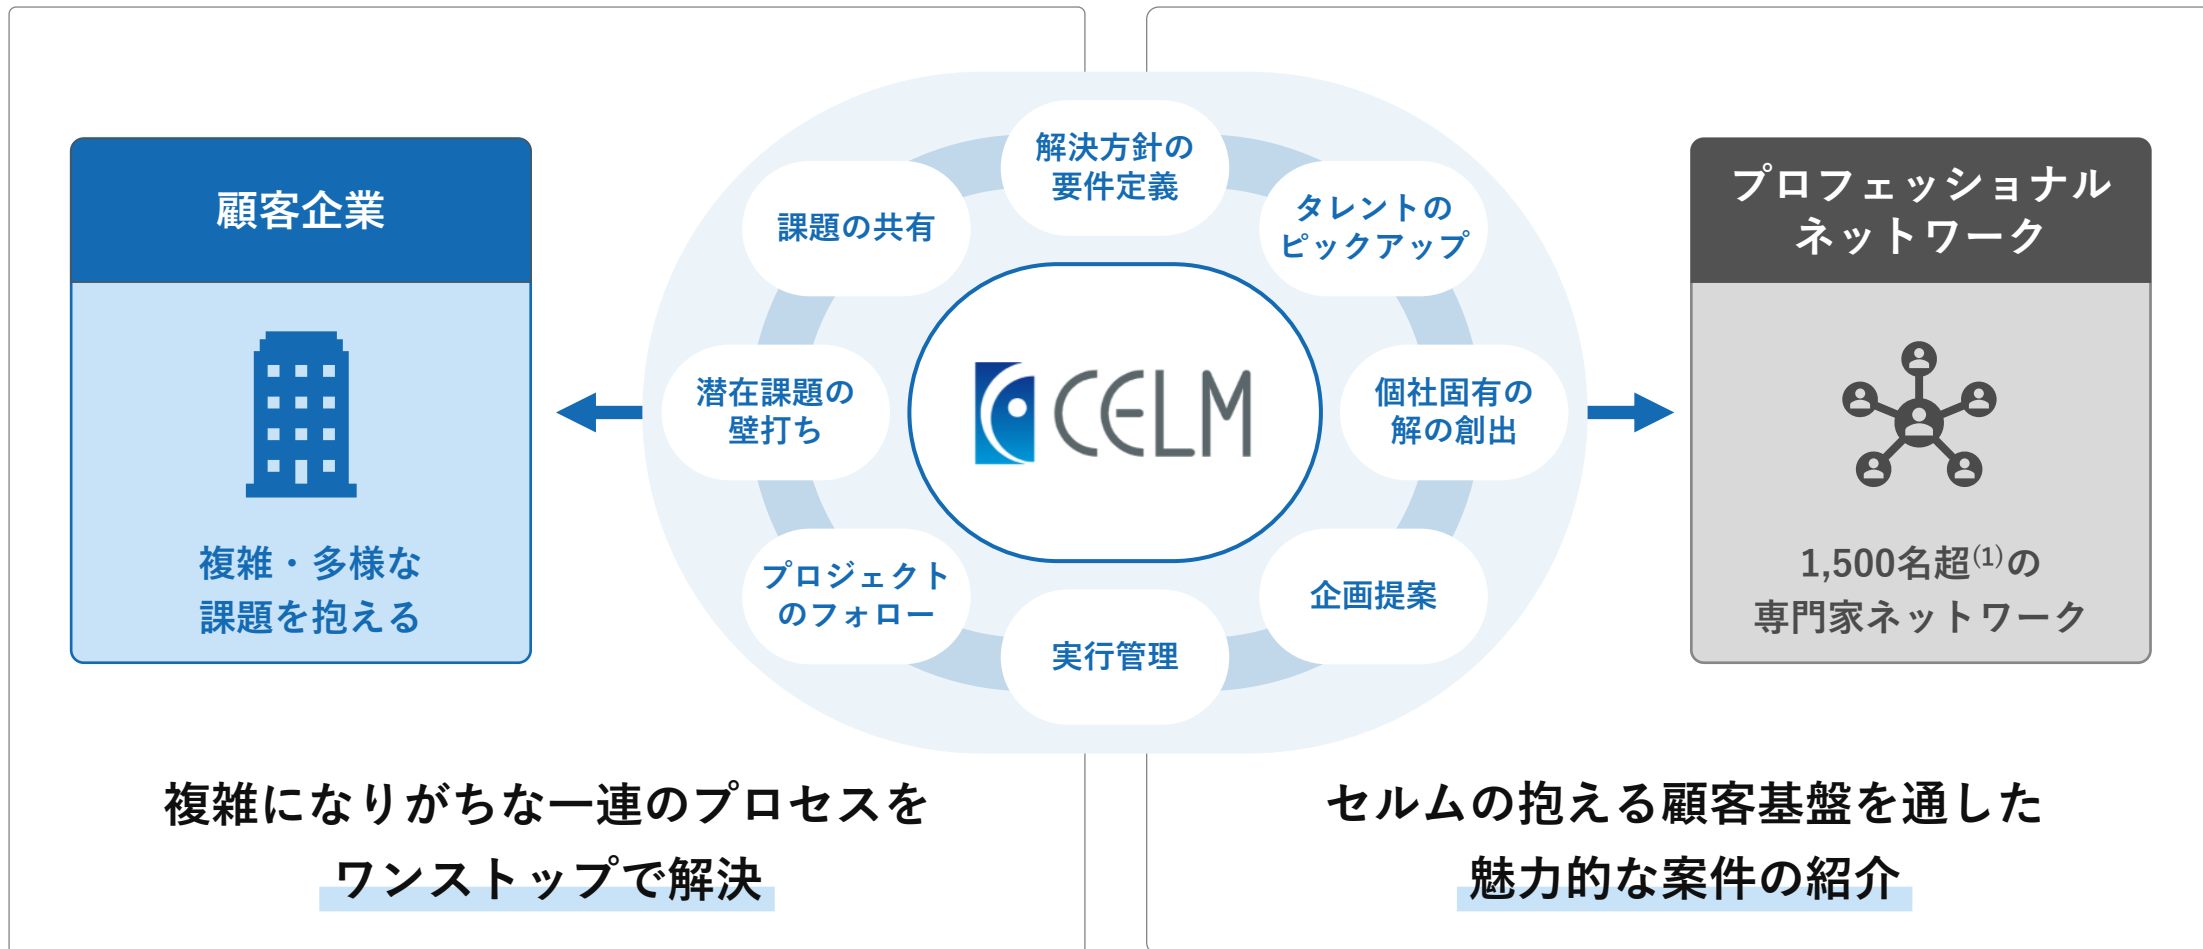 顧客企業
複雑・多様な
課題を抱える
解決方針の
要件定義
課題の共有
タレントの
ピックアップ
潜在課題の
壁打ち
CELM
個社固有の
解の創出
プロジェクト
のフォロー
企画提案
実行管理
プロフェッショナル
ネットワーク
1,500名超(1)の
専門家ネットワーク
複雑になりがちな一連のプロセスを
ワンストップで解決
セルムの抱える顧客基盤を通した
魅力的な案件の紹介